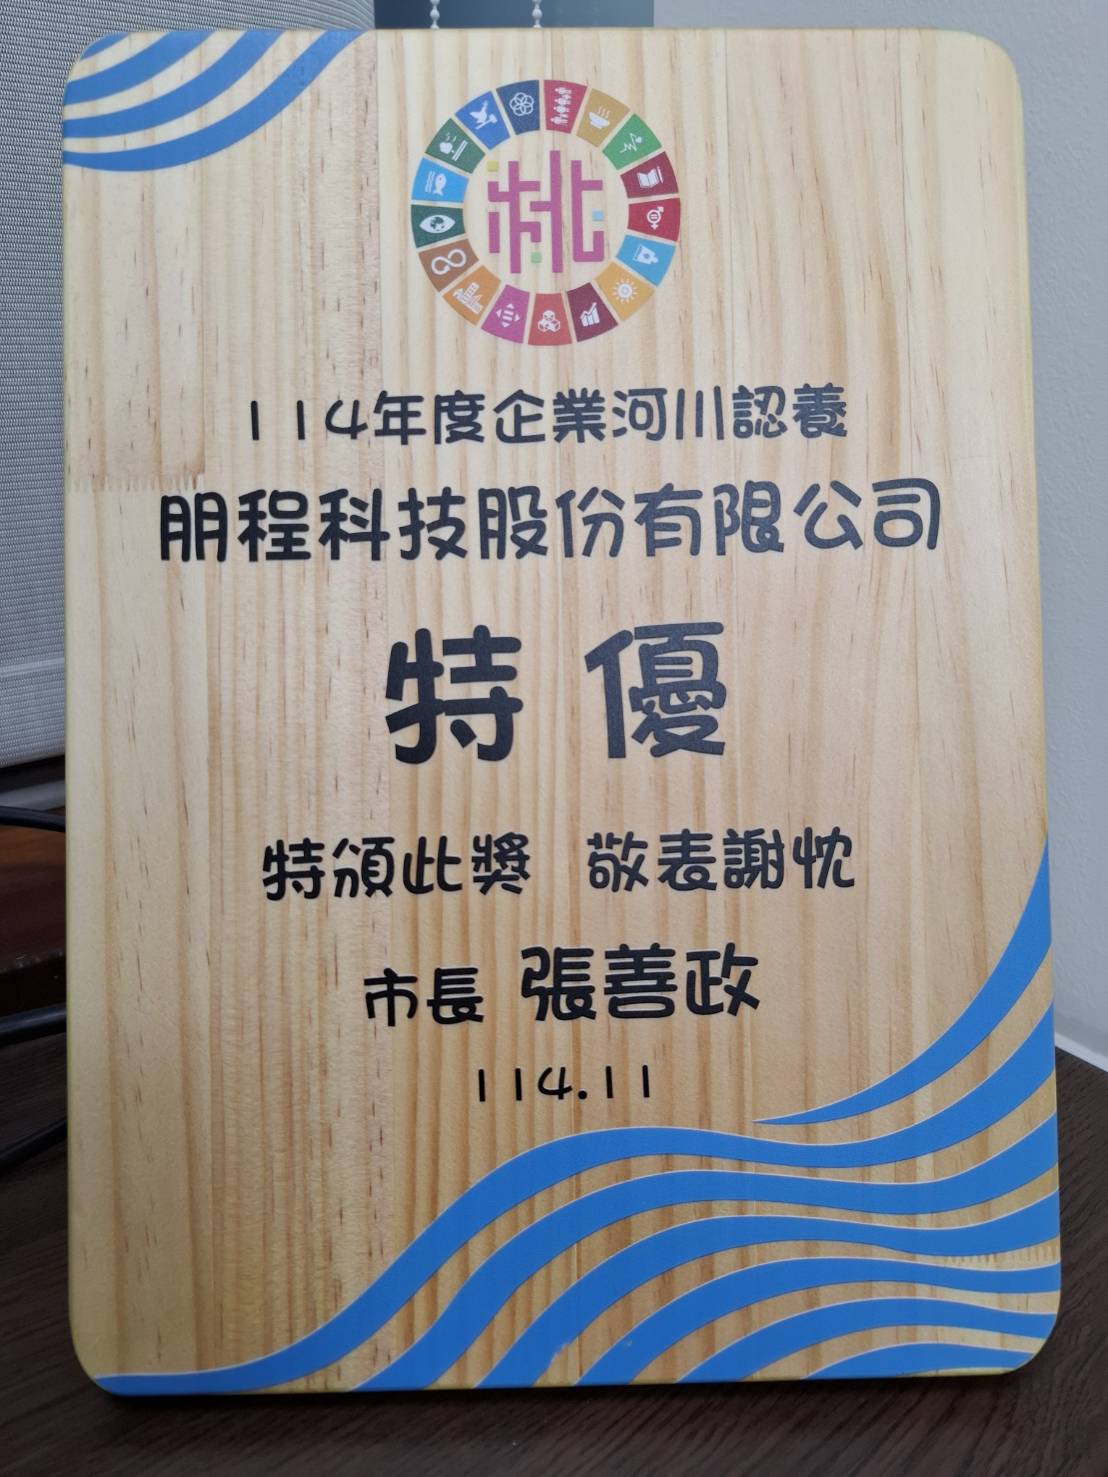 桃
114年度企業河川認養
朋程科技股份有限公司
特優
特頒此獎 敬表謝忱
市長 張善政
114.11